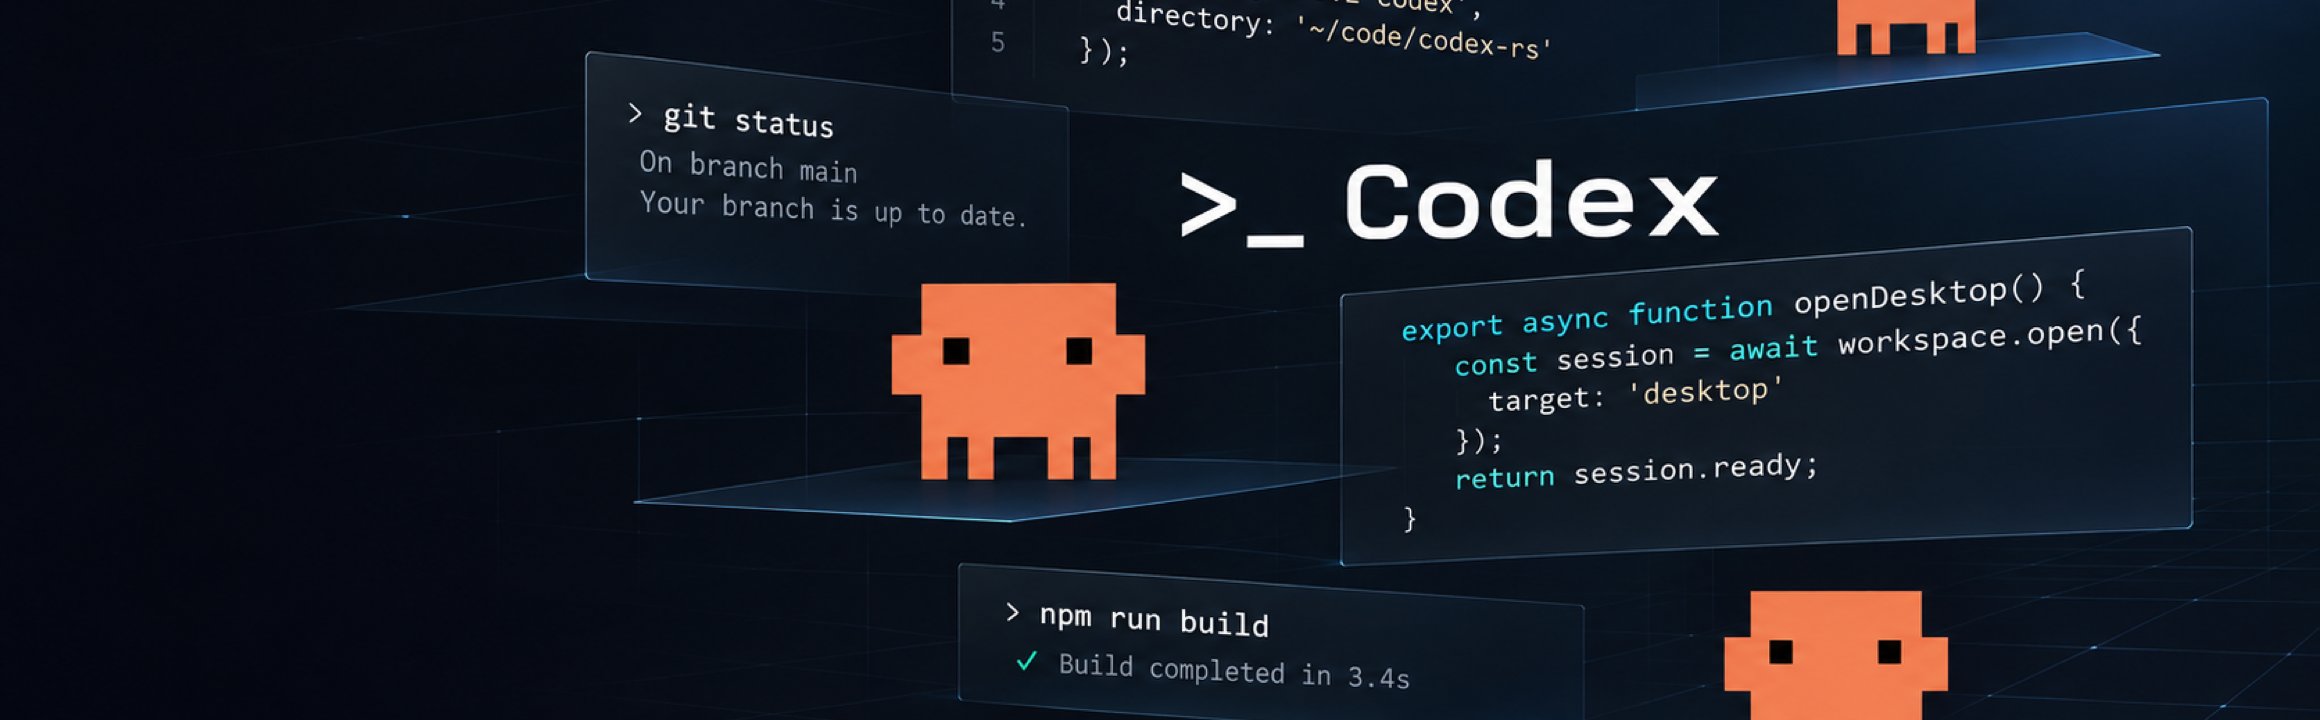 codex',
4 directory: '~/code/codex-rs'
5 });
> git status
On branch main
Your branch is up to date.
>_ Codex
export async function openDesktop() {
const session = await workspace.open({
target: 'desktop'
});
return session.ready;
}
> npm run build
✓ Build completed in 3.4s